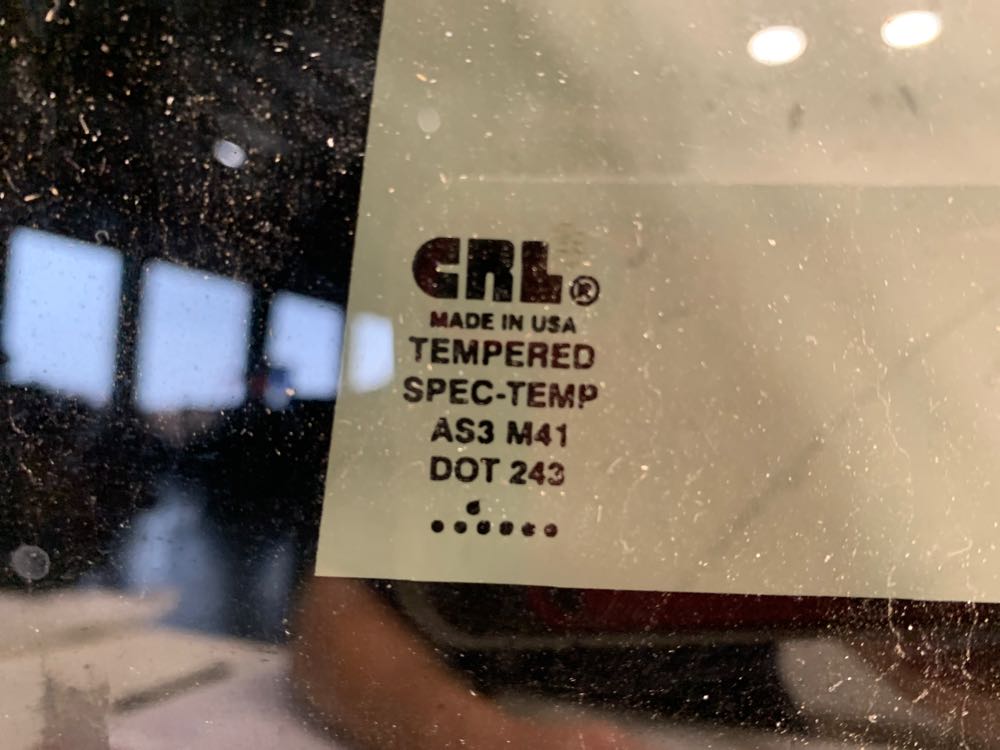 CRL®
MADE IN USA
TEMPERED
SPEC-TEMP
AS3 M41
DOT 243